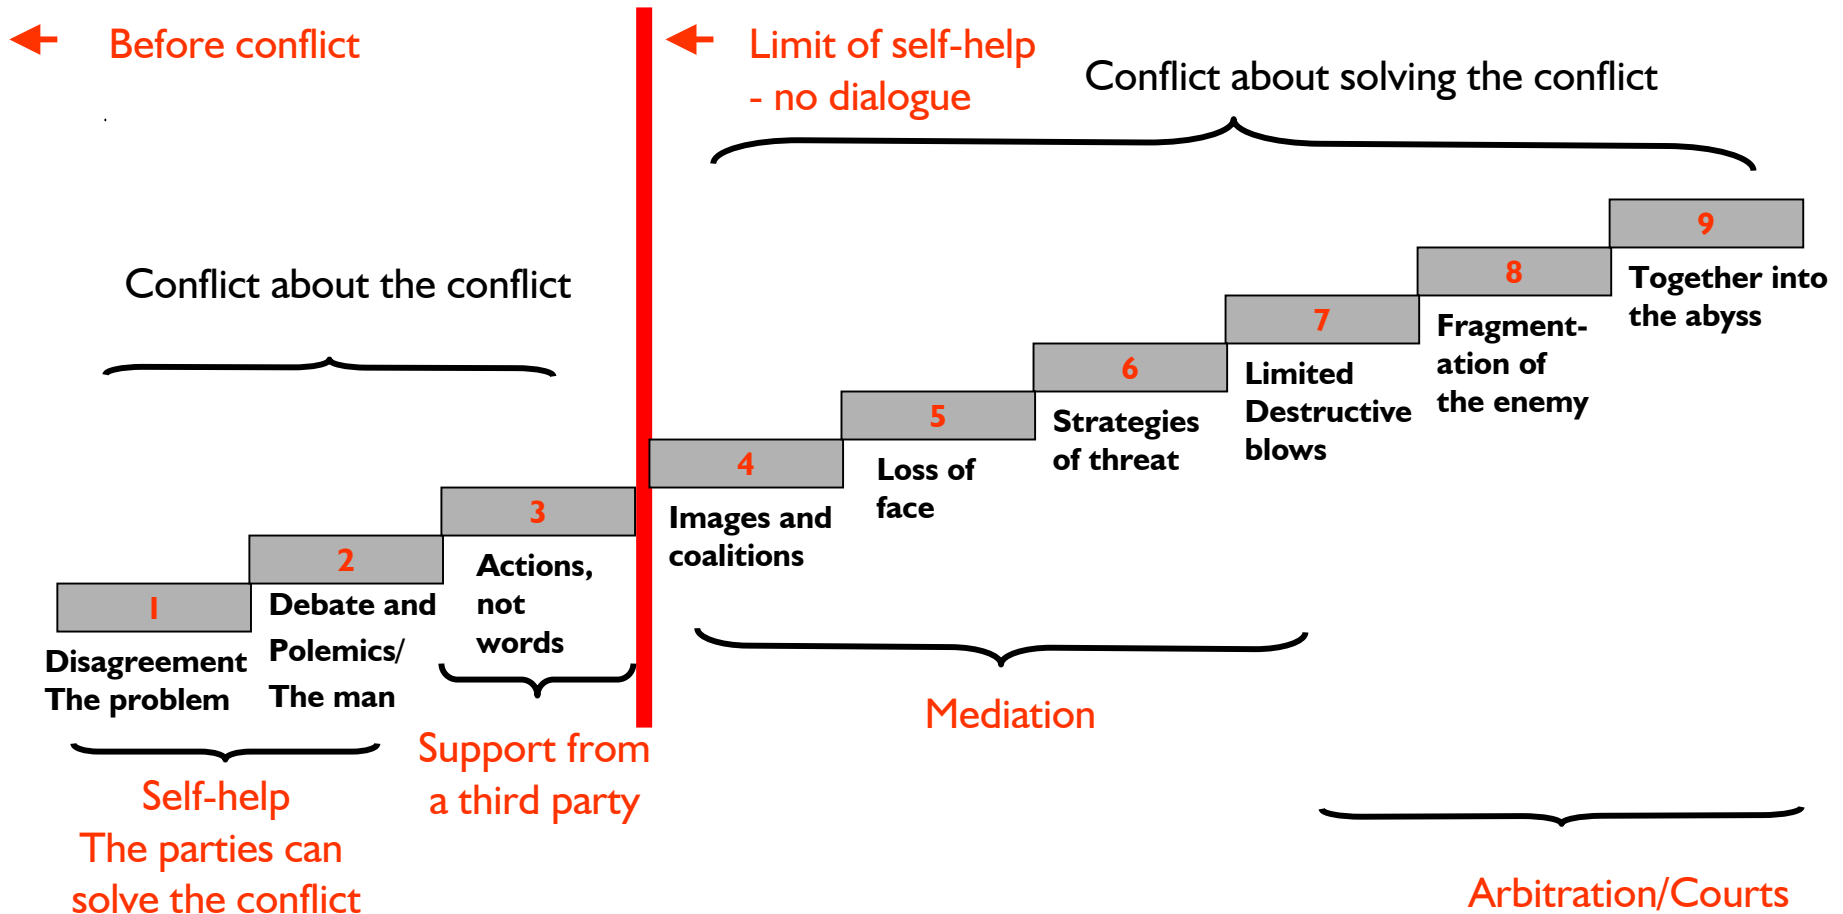 Before conflict
Limit of self-help
- no dialogue
Conflict about solving the conflict
Conflict about the conflict
1
Disagreement
The problem
2
Debate and
Polemics/
The man
3
Actions,
not
words
4
Images and
coalitions
5
Loss of
face
6
Strategies
of threat
7
Limited
Destructive
blows
8
Fragment-
ation of
the enemy
9
Together into
the abyss
Self-help
The parties can
solve the conflict
Support from
a third party
Mediation
Arbitration/Courts